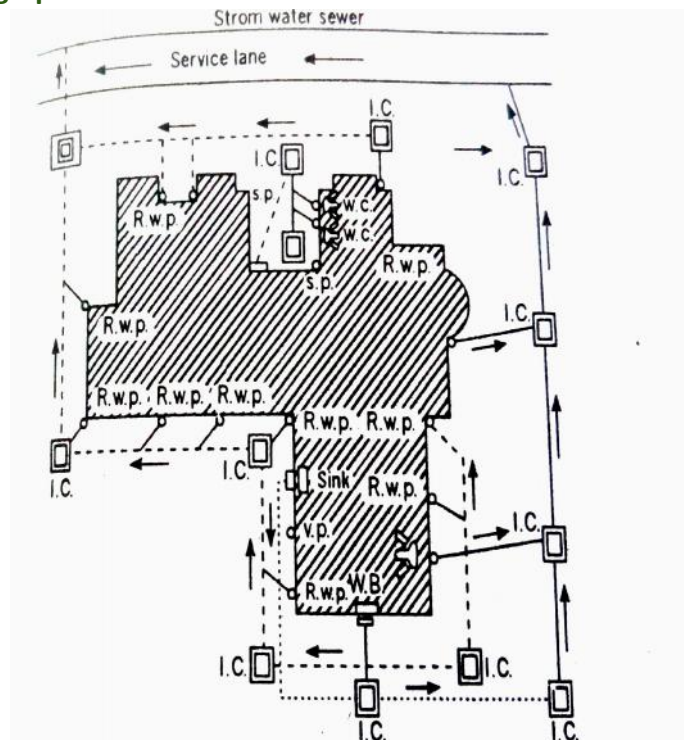 Strom water sewer
Service lane
I.C.
I.C.
I.C.
s.p.
w.c.
R.w.p.
w.c.
R.w.p.
s.p.
I.C.
R.w.p.
R.w.p. R.w.p. R.w.p.
R.w.p. R.w.p.
I.C.
I.C.
Sink
R.w.p.
I.C.
v.p.
R.w.p.
W.B.
I.C.
I.C.
I.C.
I.C.